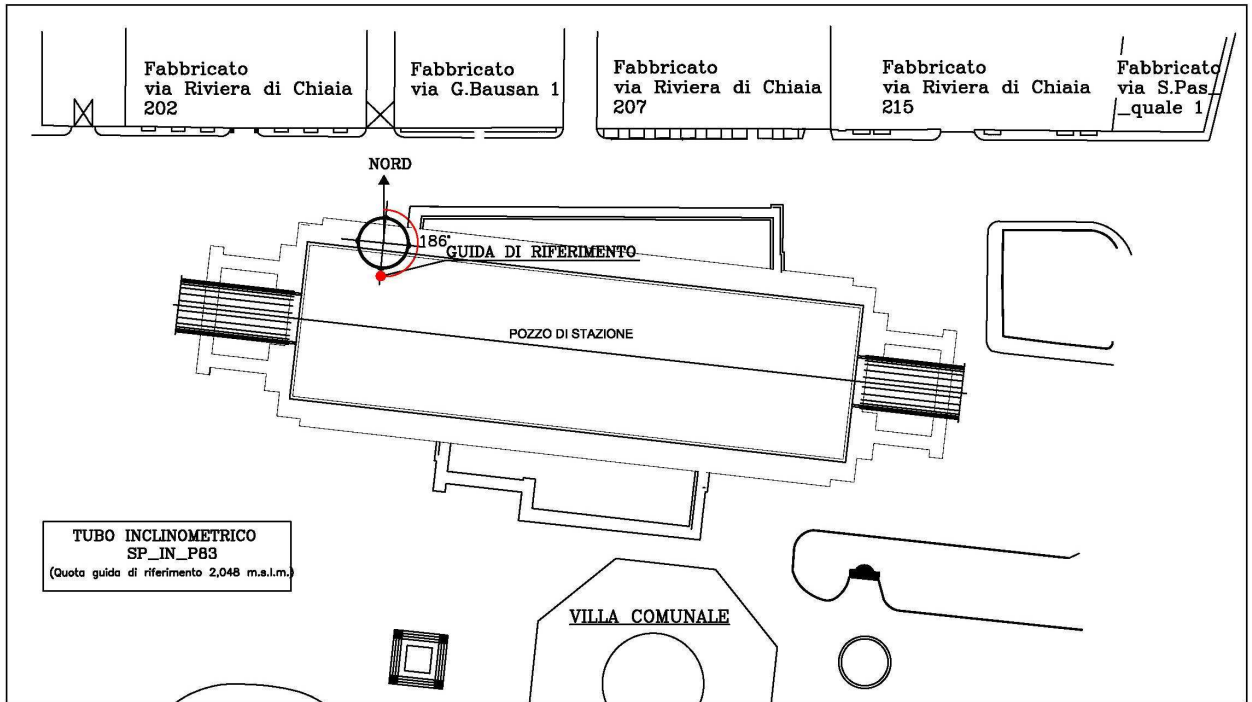 Fabbricato
via Riviera di Chiaia
202
Fabbricato
via G.Bausan 1
Fabbricato
via Riviera di Chiaia
207
Fabbricato
via Riviera di Chiaia
215
Fabbricato
via S.Pas_
_quale 1
NORD
186°
GUIDA DI RIFERIMENTO
POZZO DI STAZIONE
TUBO INCLINOMETRICO
SP_IN_P83
(Quota guida di riferimento 2,048 m.s.l.m.)
VILLA COMUNALE